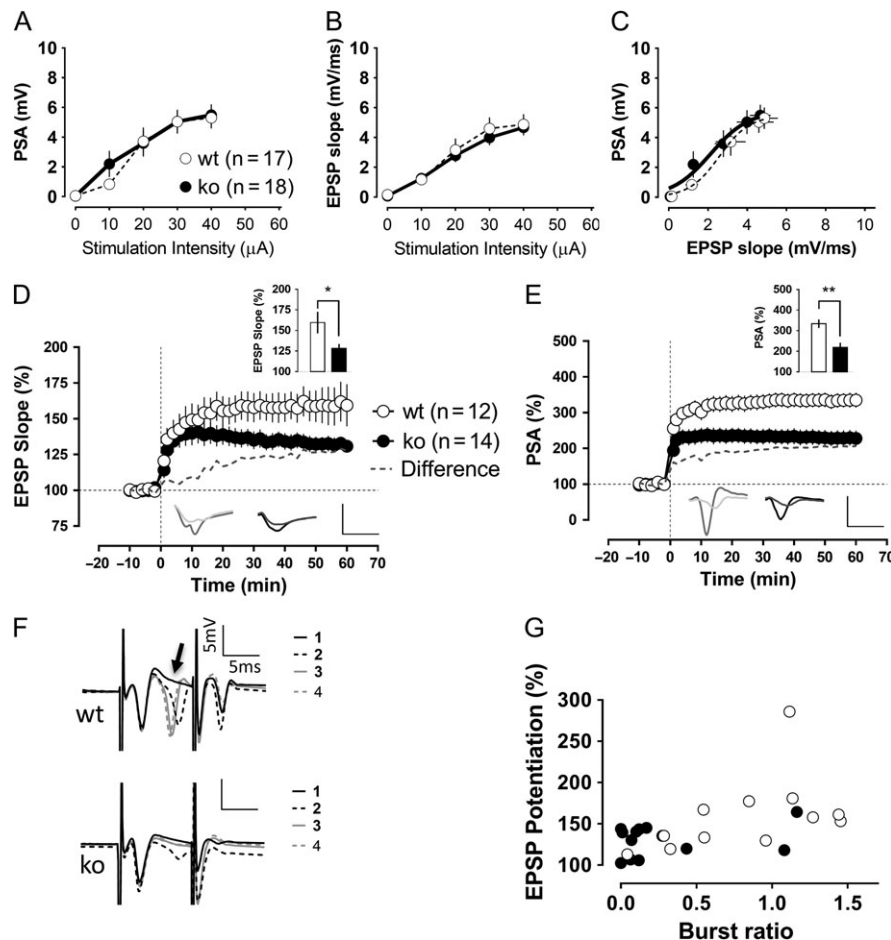 A
B
C
PSA (mV)
10
8
6
4
2
0
wt (n = 17)
ko (n = 18)
0 10 20 30 40 50 60
Stimulation Intensity (μA)
EPSP slope (mV/ms)
10
8
6
4
2
0
0 10 20 30 40 50 60
Stimulation Intensity (μA)
PSA (mV)
10
8
6
4
2
0
0 2 4 6 8 10
EPSP slope (mV/ms)
D
E
EPSP Slope (%)
200
175
150
125
100
75
EPSP Slope (%)
200
175
150
125
100
*
wt (n = 12)
ko (n = 14)
Difference
−20 −10 0 10 20 30 40 50 60 70
Time (min)
PSA (%)
500
400
300
200
100
0
PSA (%)
500
400
300
200
100
**
−20 −10 0 10 20 30 40 50 60 70
Time (min)
F
G
wt
5mV
5ms
1
2
3
4
ko
1
2
3
4
EPSP Potentiation (%)
300
250
200
150
100
0.0 0.5 1.0 1.5
Burst ratio